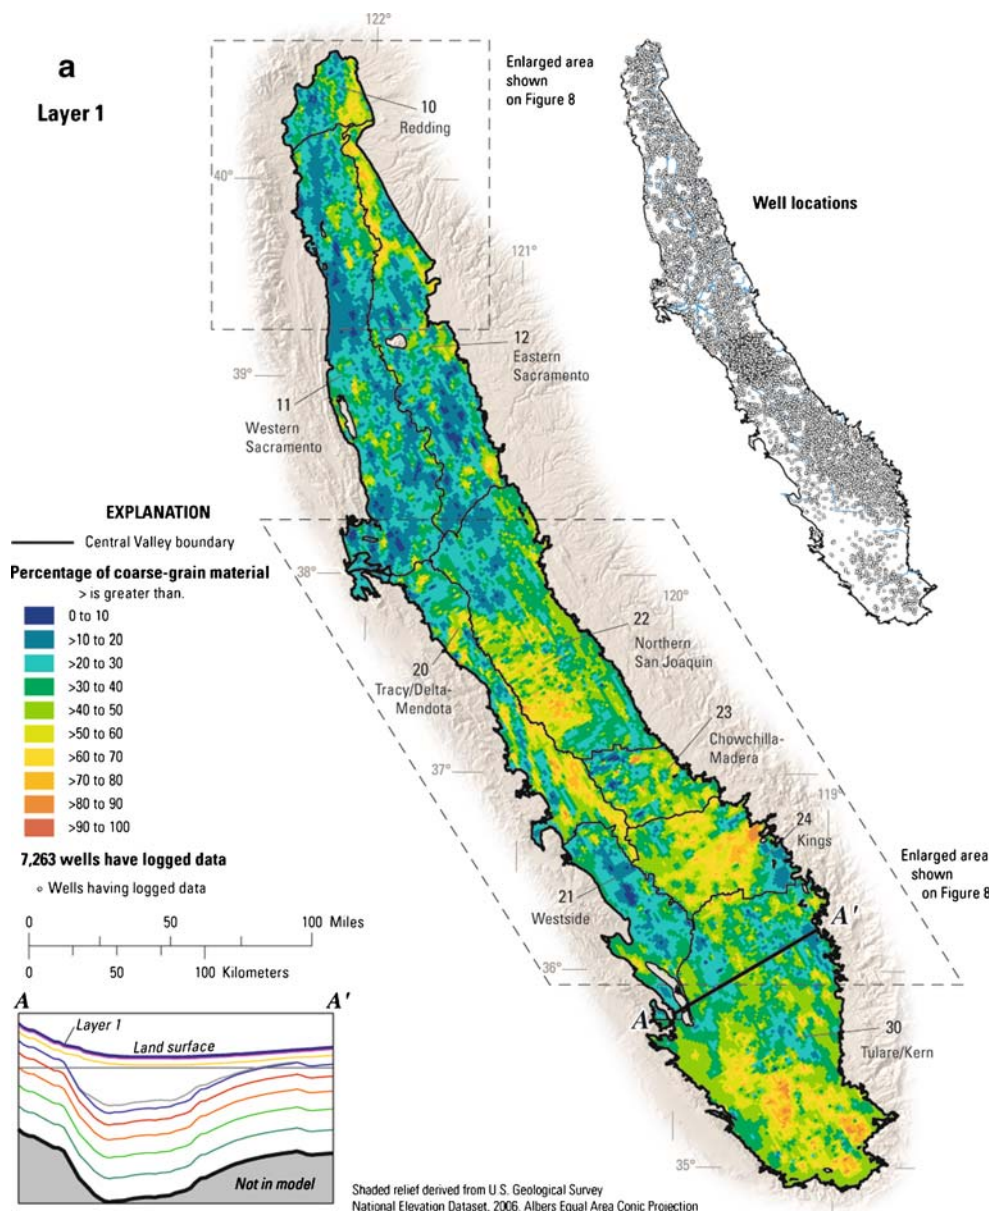 a
Layer 1
122°
Enlarged area
shown
on Figure 8
10
Redding
40°
Well locations
121°
12
Eastern
Sacramento
39°
11
Western
Sacramento
EXPLANATION
Central Valley boundary
Percentage of coarse-grain material
> is greater than.
0 to 10
>10 to 20
>20 to 30
>30 to 40
>40 to 50
>50 to 60
>60 to 70
>70 to 80
>80 to 90
>90 to 100
7,263 wells have logged data
Wells having logged data
0 50 100 Miles
0 50 100 Kilometers
38°
120°
22
Northern
San Joaquin
20
Tracy/Delta-
Mendota
23
Chowchilla-
Madera
37°
119°
24
Kings
Enlarged area
shown
on Figure 8
21
Westside
A'
36°
A
30
Tulare/Kern
35°
A A'
Layer 1
Land surface
Not in model
Shaded relief derived from U.S. Geological Survey
National Elevation Dataset, 2006. Albers Equal Area Conic Projection